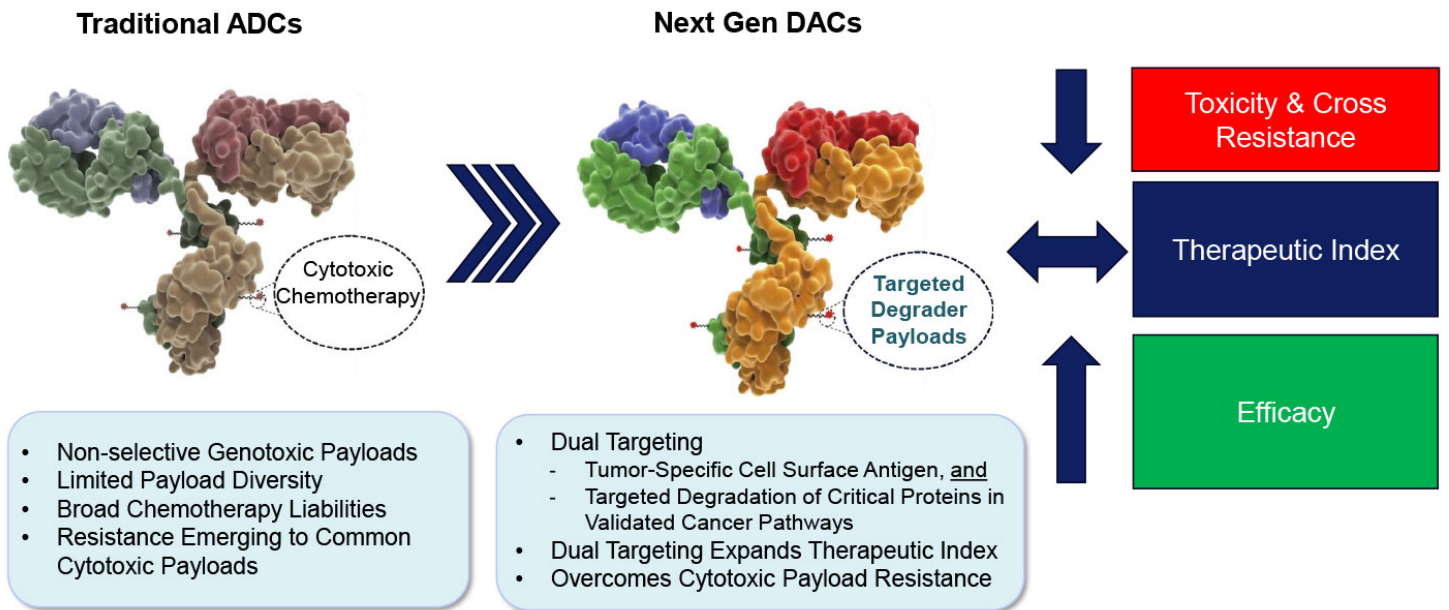 Traditional ADCs
Next Gen DACs
Cytotoxic
Chemotherapy
Targeted
Degrader
Payloads
Toxicity & Cross
Resistance
Therapeutic Index
Efficacy
• Non-selective Genotoxic Payloads
• Limited Payload Diversity
• Broad Chemotherapy Liabilities
• Resistance Emerging to Common
Cytotoxic Payloads
• Dual Targeting
- Tumor-Specific Cell Surface Antigen, and
- Targeted Degradation of Critical Proteins in
Validated Cancer Pathways
• Dual Targeting Expands Therapeutic Index
• Overcomes Cytotoxic Payload Resistance